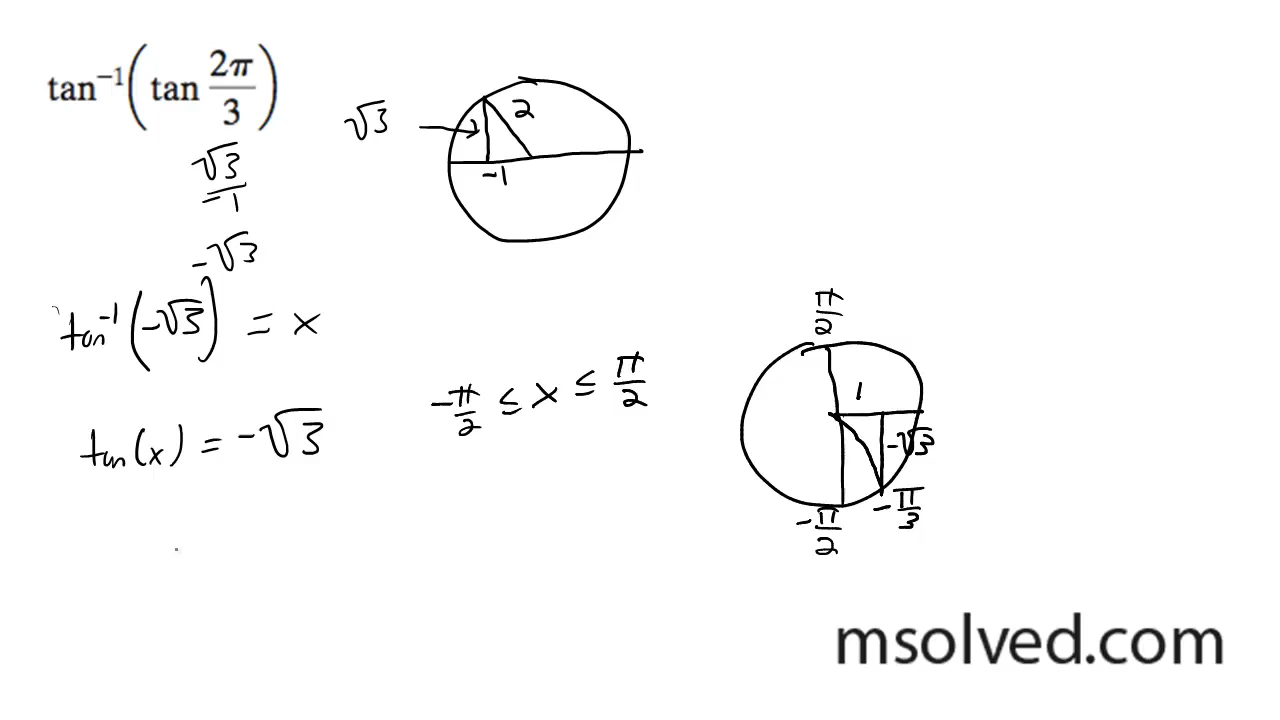 tan⁻¹(tan 2π/3)
√3
2
-1
√3/-1
-√3
tan⁻¹(-√3) = x
-π/2 ≤ x ≤ π/2
tan(x) = -√3
π/2
1
-√3
-π/3
-π/2
msolved.com